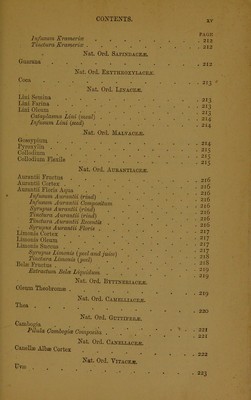 CONTENTS. xv
PAGE
Infusum Krameriæ . 212
Tinctura Krameriæ . 212
Nat. Ord. SAPINDACEÆ.
Guarana . 212
Nat. Ord. ERYTHROXYLACEÆ.
Coca . 213
Nat. Ord. LINACEÆ.
Lini Semina . 213
Lini Farina . 213
Lini Oleum . 213
Cataplasma Lini (meal) . 214
Infusum Lini (seed) . 214
Nat. Ord. MALVACEÆ.
Gossypium . 214
Pyroxylin . 215
Collodium . 215
Collodium Flexile . 215
Nat. Ord. AURANTIACEÆ.
Aurantii Fructus . 216
Aurantii Cortex . 216
Aurantii Floris Aqua . 216
Infusum Aurantii (rind) . 216
Infusum Aurantii Compositum . 216
Syrupus Aurantii (rind) . 216
Tinctura Aurantii (rind) . 216
Tinctura Aurantii Recentis . 216
Syrupus Aurantii Floris . 216
Limonis Cortex . 217
Limonis Oleum . 217
Limonis Succus . 217
Syrupus Limonis (peel and juice) . 218
Tinctura Limonis (peel) . 218
Belæ Fructus . 219
Extractum Belæ Liquidum . 219
Nat. Ord. BYTTNERIACEÆ.
Oleum Theobromæ . 219
Nat. Ord. CAMELLIACEÆ.
Thea . 220
Nat. Ord. GUTTIFERÆ.
Cambogia . 221
Pilula Cambogiæ Composita . 221
Nat. Ord. CANELLACEÆ.
Canellæ Albæ Cortex . 222
Nat. Ord. VITACEÆ.
Uvæ . 223